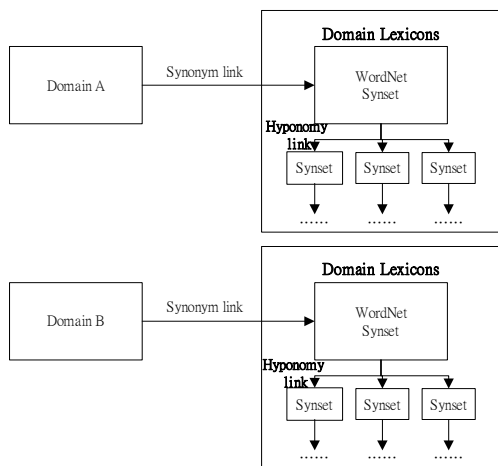 Domain Lexicons
Domain A
Synonym link
WordNet
Synset
Hyponomy
link
Synset
Synset
Synset
......
......
......
Domain Lexicons
Domain B
Synonym link
WordNet
Synset
Hyponomy
link
Synset
Synset
Synset
......
......
......